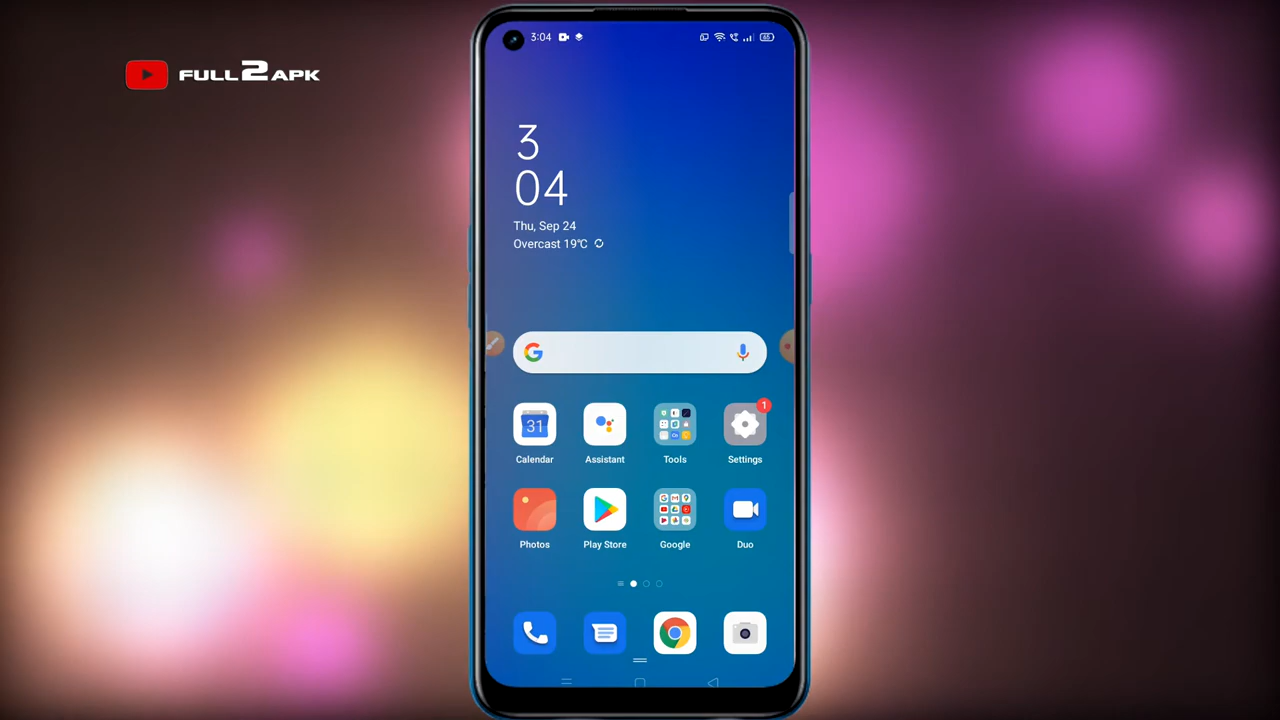 FULL2APK
3:04
65
3
04
Thu, Sep 24
Overcast 19℃
G
31
1
Calendar
Assistant
Tools
Settings
Photos
Play Store
Google
Duo